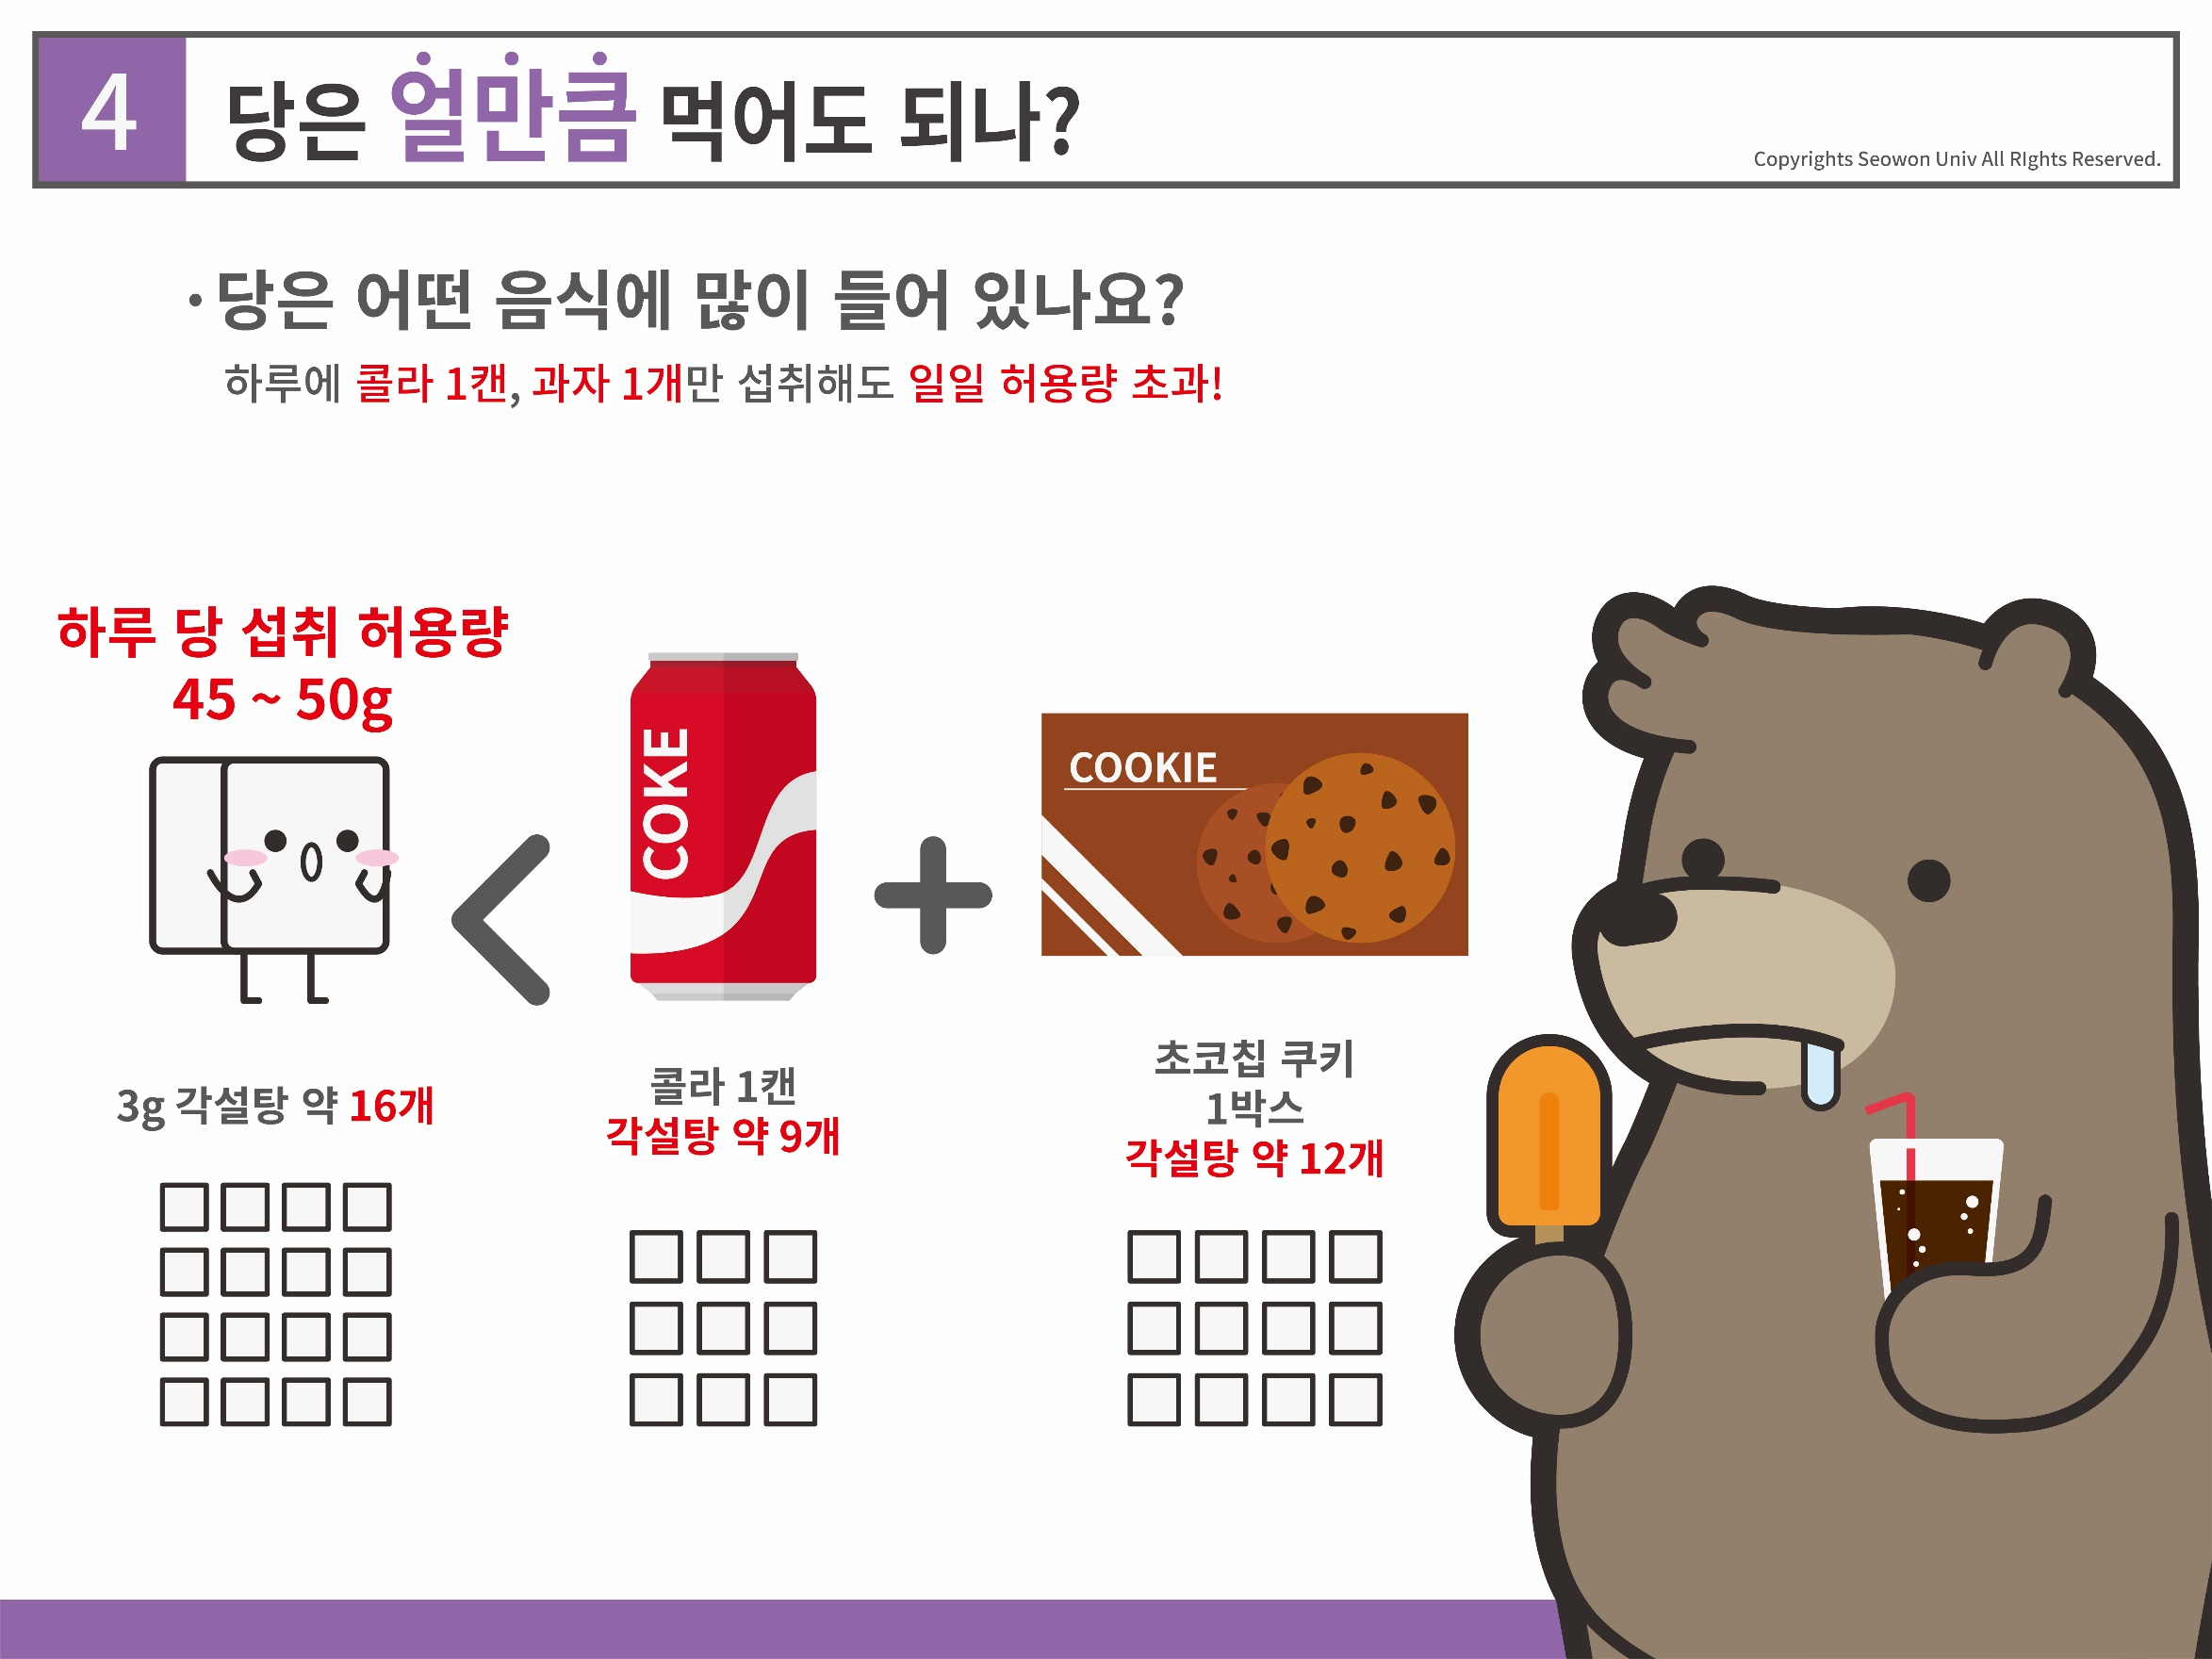 4
당은 얼만큼 먹어도 되나?
Copyrights Seowon Univ All RIghts Reserved.
· 당은 어떤 음식에 많이 들어 있나요?
하루에 콜라 1캔, 과자 1개만 섭취해도 일일 허용량 초과!
하루 당 섭취 허용량
45 ~ 50g
COKE
COOKIE
3g 각설탕 약 16개
콜라 1캔
각설탕 약 9개
초코칩 쿠키
1박스
각설탕 약 12개